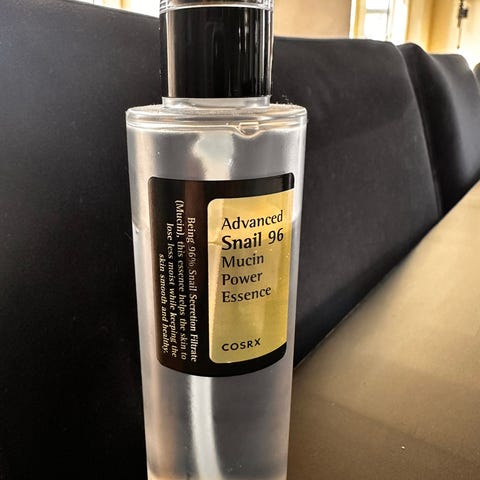 Advanced
Snail 96
Mucin
Power
Essence
COSRX
Being 96% Snail Secretion Filtrate
(Mucin), this essence helps the skin to
lose less moist while keeping the
skin smooth and healthy.